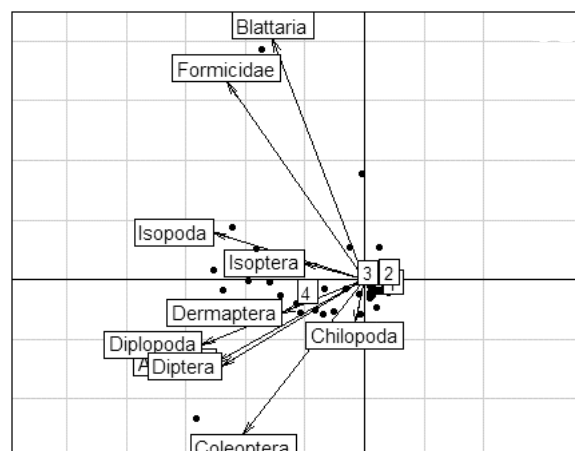 Blattaria
Formicidae
Isopoda
Isoptera
3
2
4
Dermaptera
Chilopoda
Diplopoda
Diptera
Coleoptera